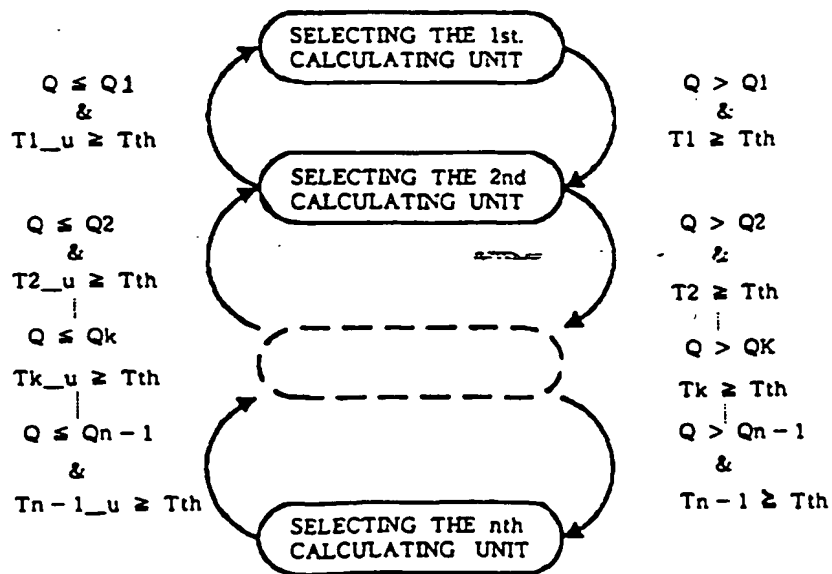 SELECTING THE 1st.
CALCULATING UNIT
Q ≤ Q1
&
T1_u ≧ Tth
Q > Q1
&
T1 ≧ Tth
SELECTING THE 2nd
CALCULATING UNIT
Q ≤ Q2
&
T2_u ≧ Tth
Q > Q2
&
T2 ≧ Tth
Q ≤ Qk
Tk_u ≧ Tth
Q > QK
Tk ≧ Tth
Q ≤ Qn-1
&
Tn-1_u ≧ Tth
Q > Qn-1
&
Tn-1 ≧ Tth
SELECTING THE nth
CALCULATING UNIT